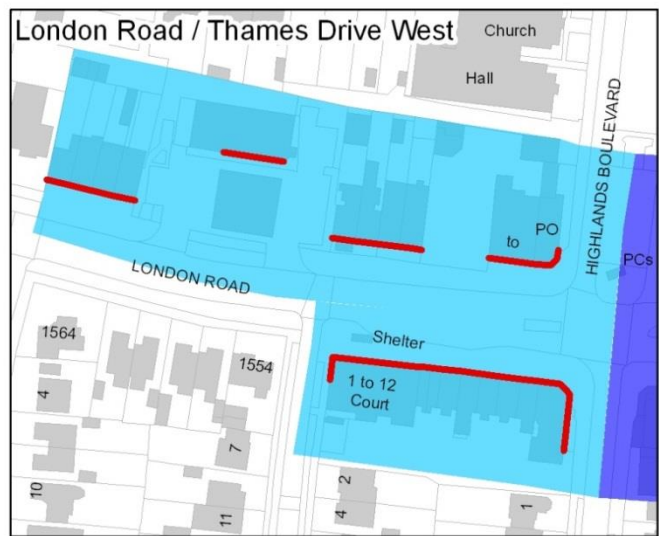 London Road / Thames Drive West
Church
Hall
HIGHLANDS BOULEVARD
PO
to
PCs
LONDON ROAD
Shelter
1564
1554
1 to 12
Court
4
7
2
10
11
4
1